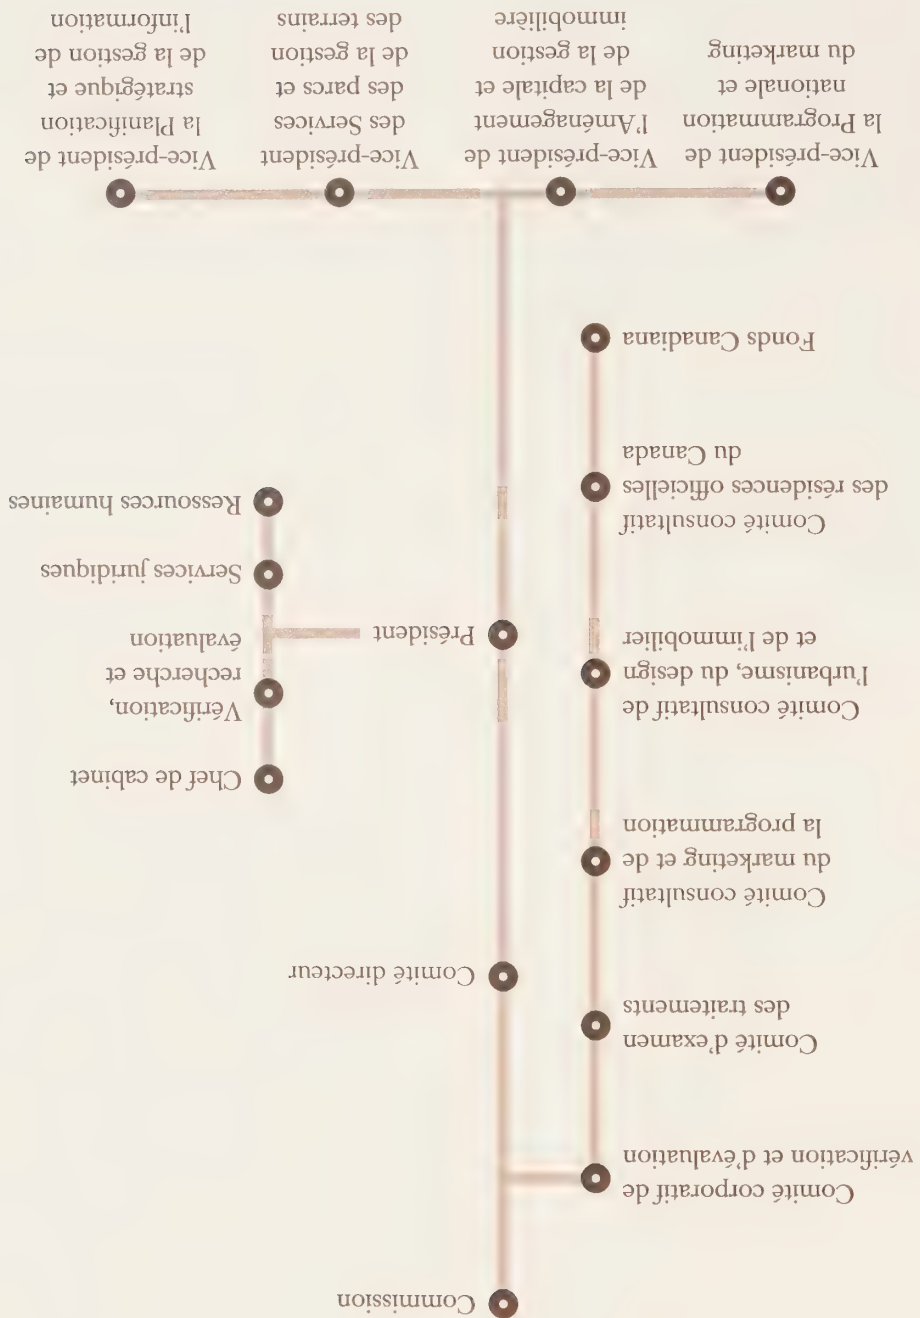 Commission
Comité corporatif de
vérification et d'évaluation
Comité d'examen
des traitements
Comité directeur
Comité consultatif
du marketing et de
la programmation
Chef de cabinet
Comité consultatif de
l'urbanisme, du design
et de l'immobilier
Vérification,
recherche et
évaluation
Président
Services juridiques
Comité consultatif
des résidences officielles
du Canada
Ressources humaines
Fonds Canadiana
Vice-président de
la Programmation
nationale et
du marketing
Vice-président de
l'Aménagement
de la capitale et
de la gestion
immobilière
Vice-président
des Services
des parcs et
de la gestion
des terrains
Vice-président de
la Planification
stratégique et
de la gestion de
l'information